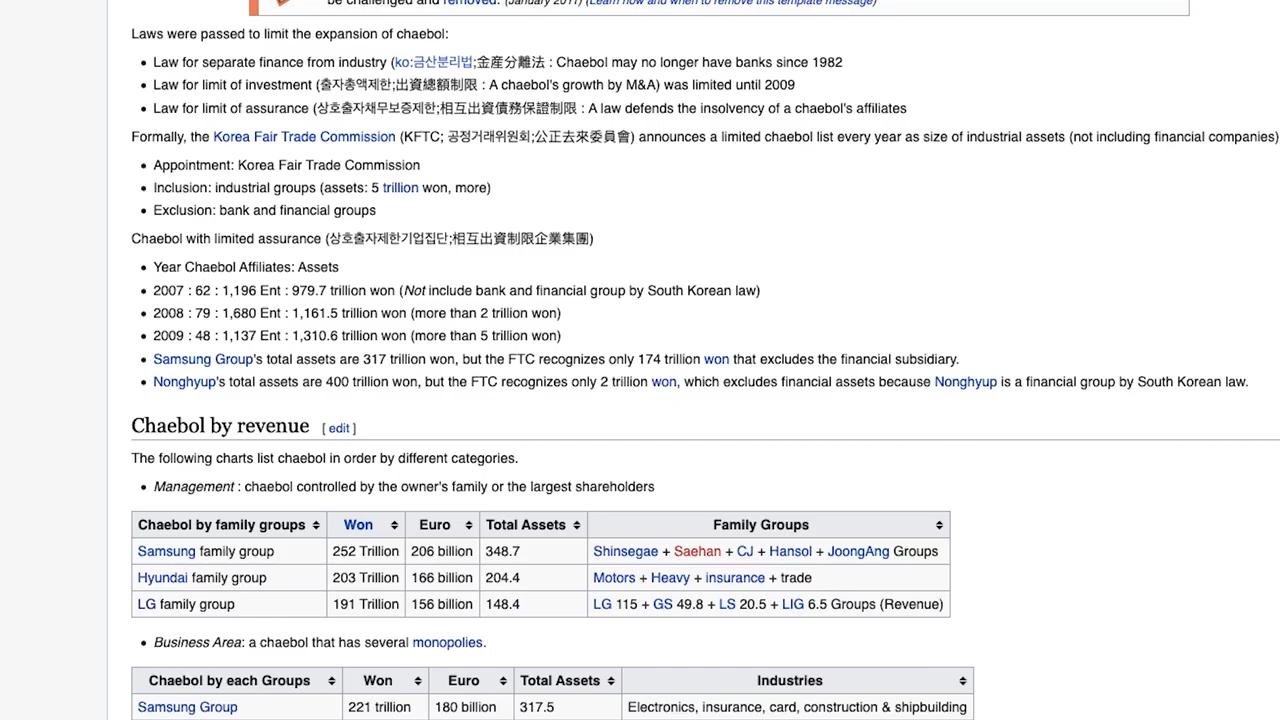 be challenged and removed. (January 2011) (Learn how and when to remove this template message)
Laws were passed to limit the expansion of chaebol:
• Law for separate finance from industry (ko:금산분리법;金産分離法 : Chaebol may no longer have banks since 1982
• Law for limit of investment (출자총액제한;出資總額制限 : A chaebol's growth by M&A) was limited until 2009
• Law for limit of assurance (상호출자채무보증제한;相互出資債務保證制限 : A law defends the insolvency of a chaebol's affiliates
Formally, the Korea Fair Trade Commission (KFTC; 공정거래위원회;公正去來委員會) announces a limited chaebol list every year as size of industrial assets (not including financial companies)
• Appointment: Korea Fair Trade Commission
• Inclusion: industrial groups (assets: 5 trillion won, more)
• Exclusion: bank and financial groups
Chaebol with limited assurance (상호출자제한기업집단;相互出資制限企業集團)
• Year Chaebol Affiliates: Assets
• 2007 : 62 : 1,196 Ent : 979.7 trillion won (Not include bank and financial group by South Korean law)
• 2008 : 79 : 1,680 Ent : 1,161.5 trillion won (more than 2 trillion won)
• 2009 : 48 : 1,137 Ent : 1,310.6 trillion won (more than 5 trillion won)
• Samsung Group's total assets are 317 trillion won, but the FTC recognizes only 174 trillion won that excludes the financial subsidiary.
• Nonghyup's total assets are 400 trillion won, but the FTC recognizes only 2 trillion won, which excludes financial assets because Nonghyup is a financial group by South Korean law.
Chaebol by revenue [ edit ]
The following charts list chaebol in order by different categories.
• Management : chaebol controlled by the owner's family or the largest shareholders
Chaebol by family groups Won Euro Total Assets Family Groups
Samsung family group 252 Trillion 206 billion 348.7 Shinsegae + Saehan + CJ + Hansol + JoongAng Groups
Hyundai family group 203 Trillion 166 billion 204.4 Motors + Heavy + insurance + trade
LG family group 191 Trillion 156 billion 148.4 LG 115 + GS 49.8 + LS 20.5 + LIG 6.5 Groups (Revenue)
• Business Area: a chaebol that has several monopolies.
Chaebol by each Groups Won Euro Total Assets Industries
Samsung Group 221 trillion 180 billion 317.5 Electronics, insurance, card, construction & shipbuilding